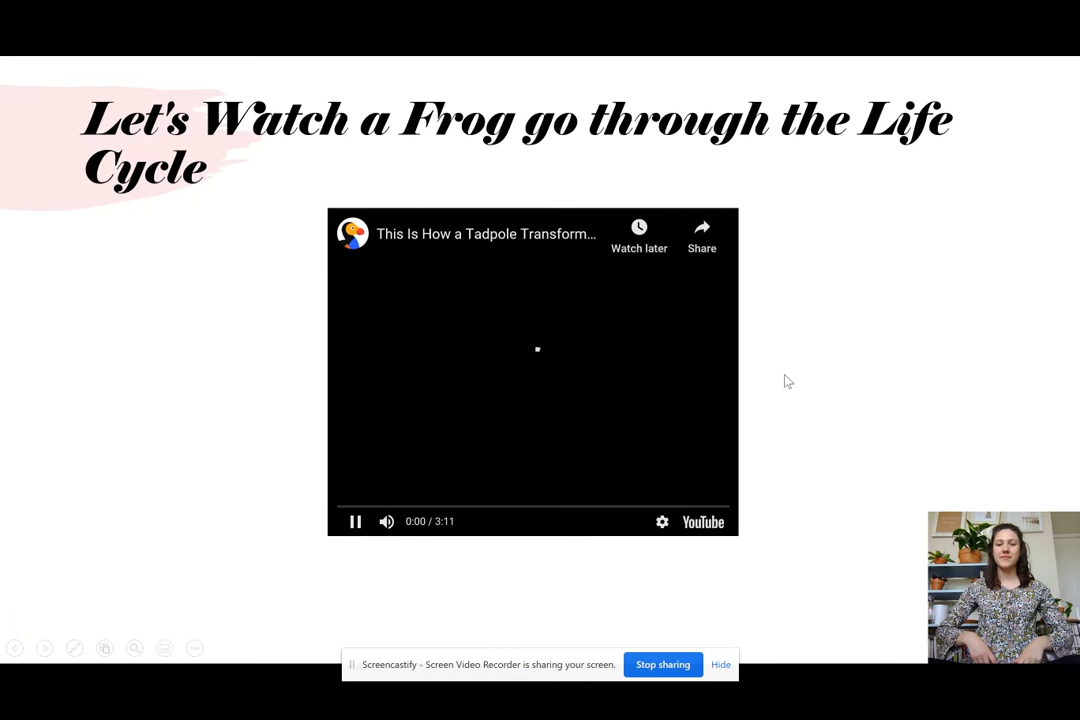 Let's Watch a Frog go through the Life
Cycle
This Is How a Tadpole Transform...
Watch later
Share
0:00 / 3:11
YouTube
Screencastify - Screen Video Recorder is sharing your screen.
Stop sharing
Hide